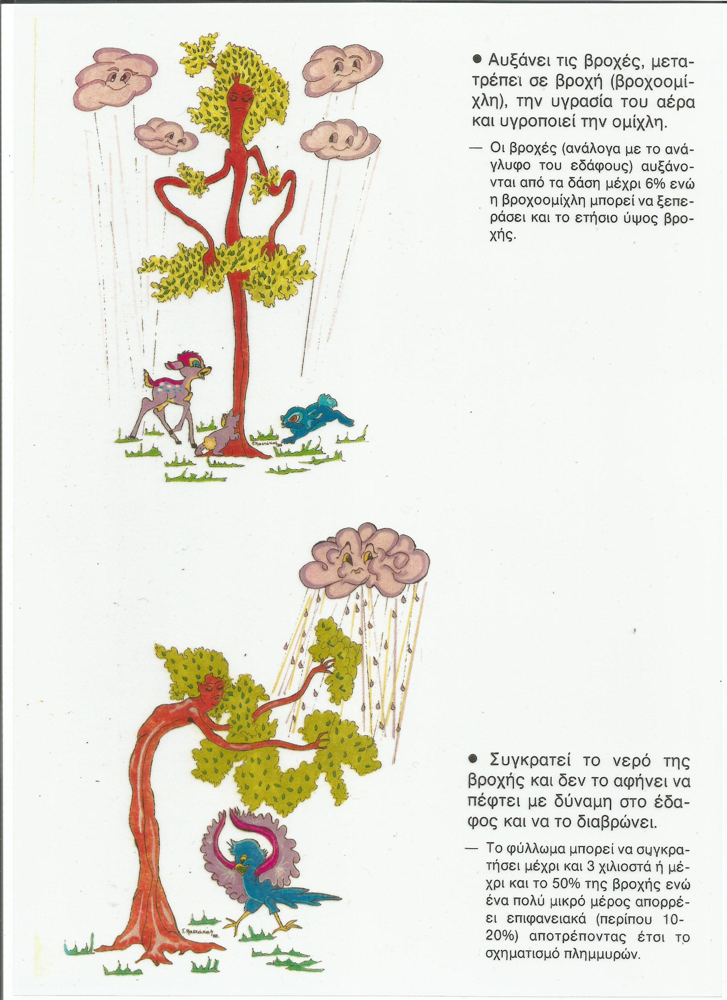 ● Αυξάνει τις βροχές, μετα-
τρέπει σε βροχή (βροχοομί-
χλη), την υγρασία του αέρα
και υγροποιεί την ομίχλη.
— Οι βροχές (ανάλογα με το ανά-
γλυφο του εδάφους) αυξάνο-
νται από τα δάση μέχρι 6% ενώ
η βροχοομίχλη μπορεί να ξεπε-
ράσει και το ετήσιο ύψος βρο-
χής.
● Συγκρατεί το νερό της
βροχής και δεν το αφήνει να
πέφτει με δύναμη στο έδα-
φος και να το διαβρώνει.
— Το φύλλωμα μπορεί να συγκρα-
τήσει μέχρι και 3 χιλιοστά ή μέ-
χρι και το 50% της βροχής ενώ
ένα πολύ μικρό μέρος απορρέ-
ει επιφανειακά (περίπου 10-
20%) αποτρέποντας έτσι το
σχηματισμό πλημμυρών.